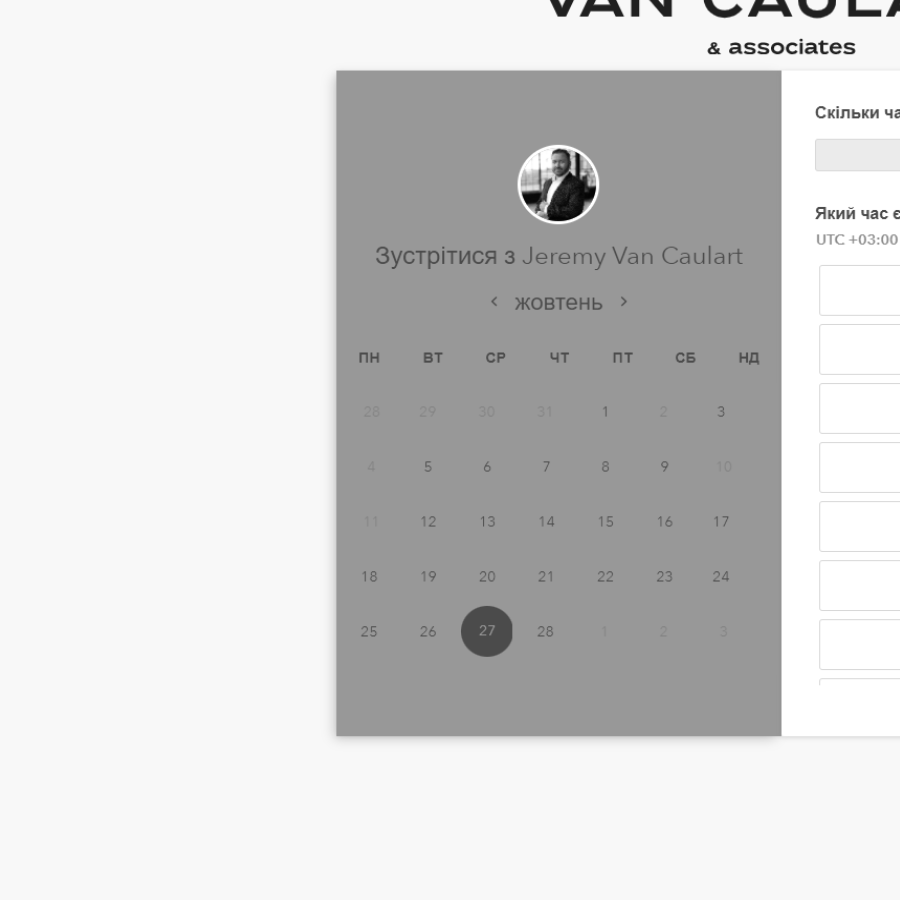 VAN CAULA
& associates
Зустрітися з Jeremy Van Caulart
‹ жовтень ›
ПН ВТ СР ЧТ ПТ СБ НД
28 29 30 31 1 2 3
4 5 6 7 8 9 10
11 12 13 14 15 16 17
18 19 20 21 22 23 24
25 26 27 28 1 2 3
Скільки ча
Який час є
UTC +03:00